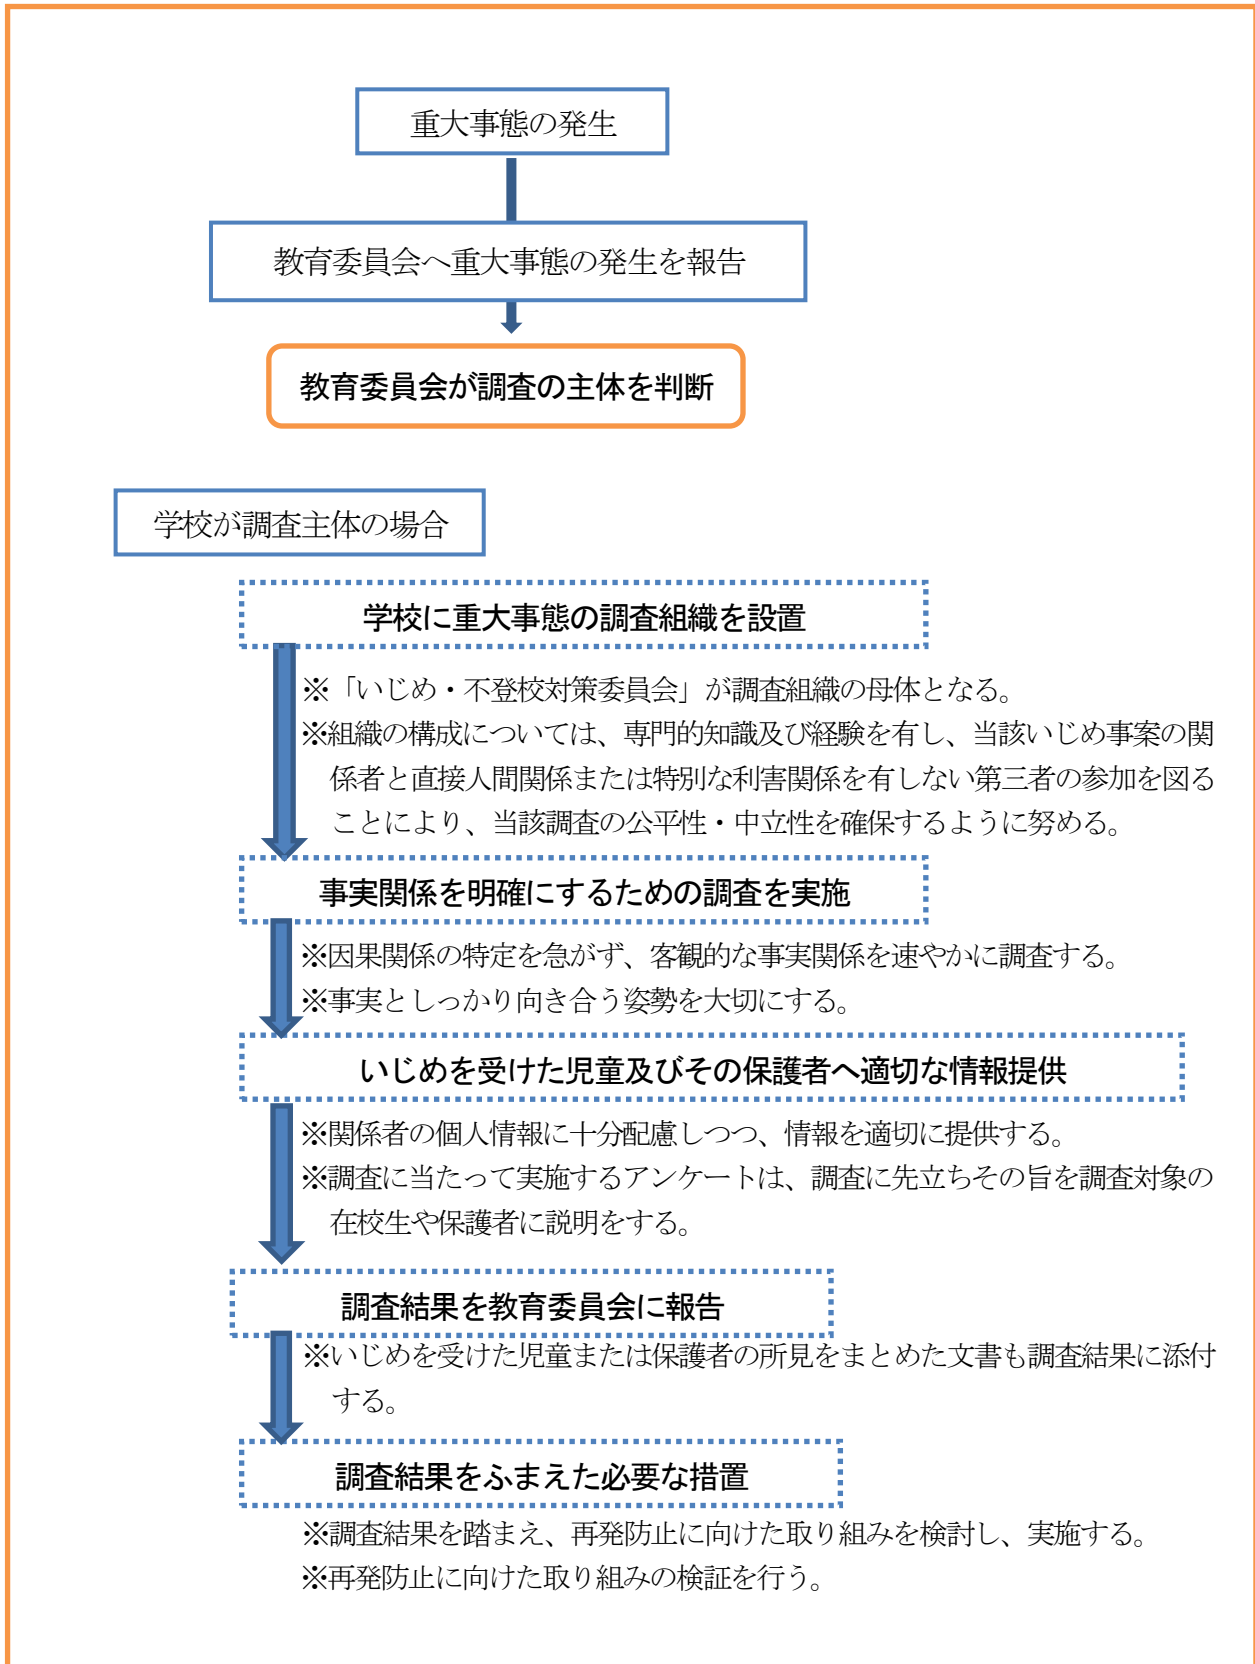 重大事態の発生
教育委員会へ重大事態の発生を報告
教育委員会が調査の主体を判断
学校が調査主体の場合
学校に重大事態の調査組織を設置
※「いじめ・不登校対策委員会」が調査組織の母体となる。
※組織の構成については、専門的知識及び経験を有し、当該いじめ事案の関
係者と直接人間関係または特別な利害関係を有しない第三者の参加を図る
ことにより、当該調査の公平性・中立性を確保するように努める。
事実関係を明確にするための調査を実施
※因果関係の特定を急がず、客観的な事実関係を速やかに調査する。
※事実としっかり向き合う姿勢を大切にする。
いじめを受けた児童及びその保護者へ適切な情報提供
※関係者の個人情報に十分配慮しつつ、情報を適切に提供する。
※調査に当たって実施するアンケートは、調査に先立ちその旨を調査対象の
在校生や保護者に説明をする。
調査結果を教育委員会に報告
※いじめを受けた児童または保護者の所見をまとめた文書も調査結果に添付
する。
調査結果をふまえた必要な措置
※調査結果を踏まえ、再発防止に向けた取り組みを検討し、実施する。
※再発防止に向けた取り組みの検証を行う。